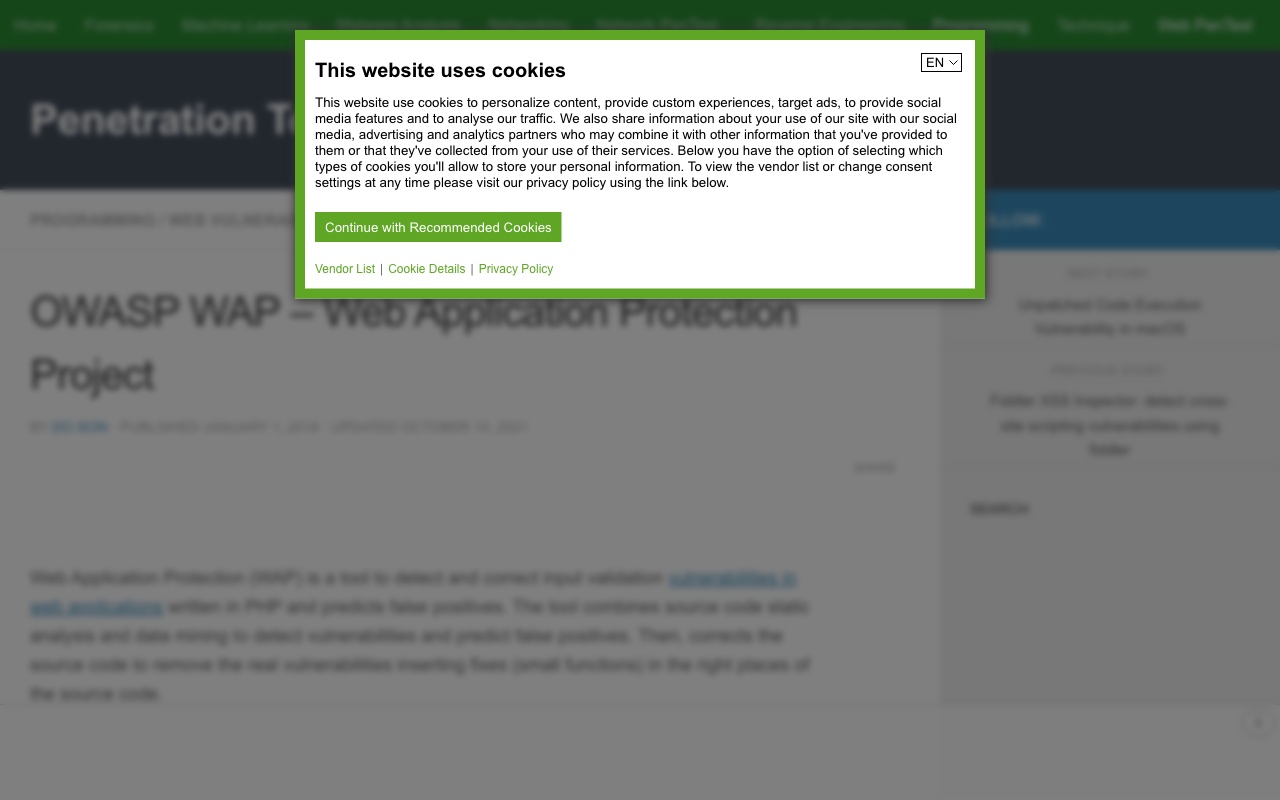 Home Forensics Machine Learning Malware Analysis Networking Network PenTest Reverse Engineering Programming Technique Web PenTest
This website uses cookies
EN
This website use cookies to personalize content, provide custom experiences, target ads, to provide social
media features and to analyse our traffic. We also share information about your use of our site with our social
media, advertising and analytics partners who may combine it with other information that you've provided to
them or that they've collected from your use of their services. Below you have the option of selecting which
types of cookies you'll allow to store your personal information. To view the vendor list or change consent
settings at any time please visit our privacy policy using the link below.
Continue with Recommended Cookies
Vendor List | Cookie Details | Privacy Policy
Penetration
PROGRAMMING / WEB
OWASP WAP – Web Application Protection
Project
BY DO SON · PUBLISHED JANUARY 1, · UPDATED OCTOBER
SHARE
Web Application Protection (WAP) is a tool to detect and correct input validation vulnerabilities in
web applications written in PHP and predicts false positives. The tool combines source code static
analysis and data mining to detect vulnerabilities and predict false positives. Then, corrects the
source code to remove the real vulnerabilities inserting fixes (small functions) in the right places of
the source code.
NEXT STORY
Unpatched Code Execution
Vulnerability in macOS
PREVIOUS STORY
Fiddler XSS Inspector: detect cross-
site scripting vulnerabilities using
fiddler
SEARCH